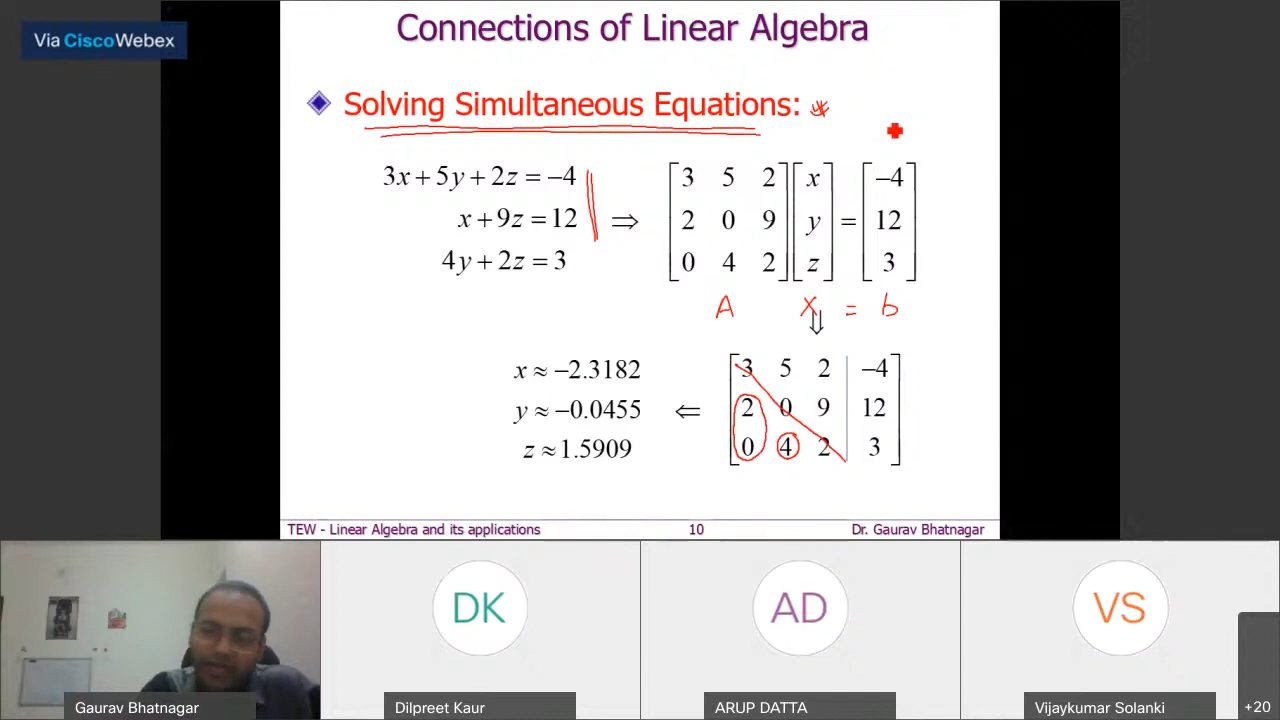 Via Cisco Webex
Connections of Linear Algebra
Solving Simultaneous Equations: *
3x + 5y + 2z = −4
x + 9z = 12
4y + 2z = 3
⇒
3 5 2
2 0 9
0 4 2
x
y
z
=
−4
12
3
A x = b
⇓
3 5 2 −4
2 0 9 12
0 4 2 3
⇐
x ≈ −2.3182
y ≈ −0.0455
z ≈ 1.5909
TEW - Linear Algebra and its applications 10 Dr. Gaurav Bhatnagar
DK AD VS
Gaurav Bhatnagar Dilpreet Kaur ARUP DATTA Vijaykumar Solanki +20